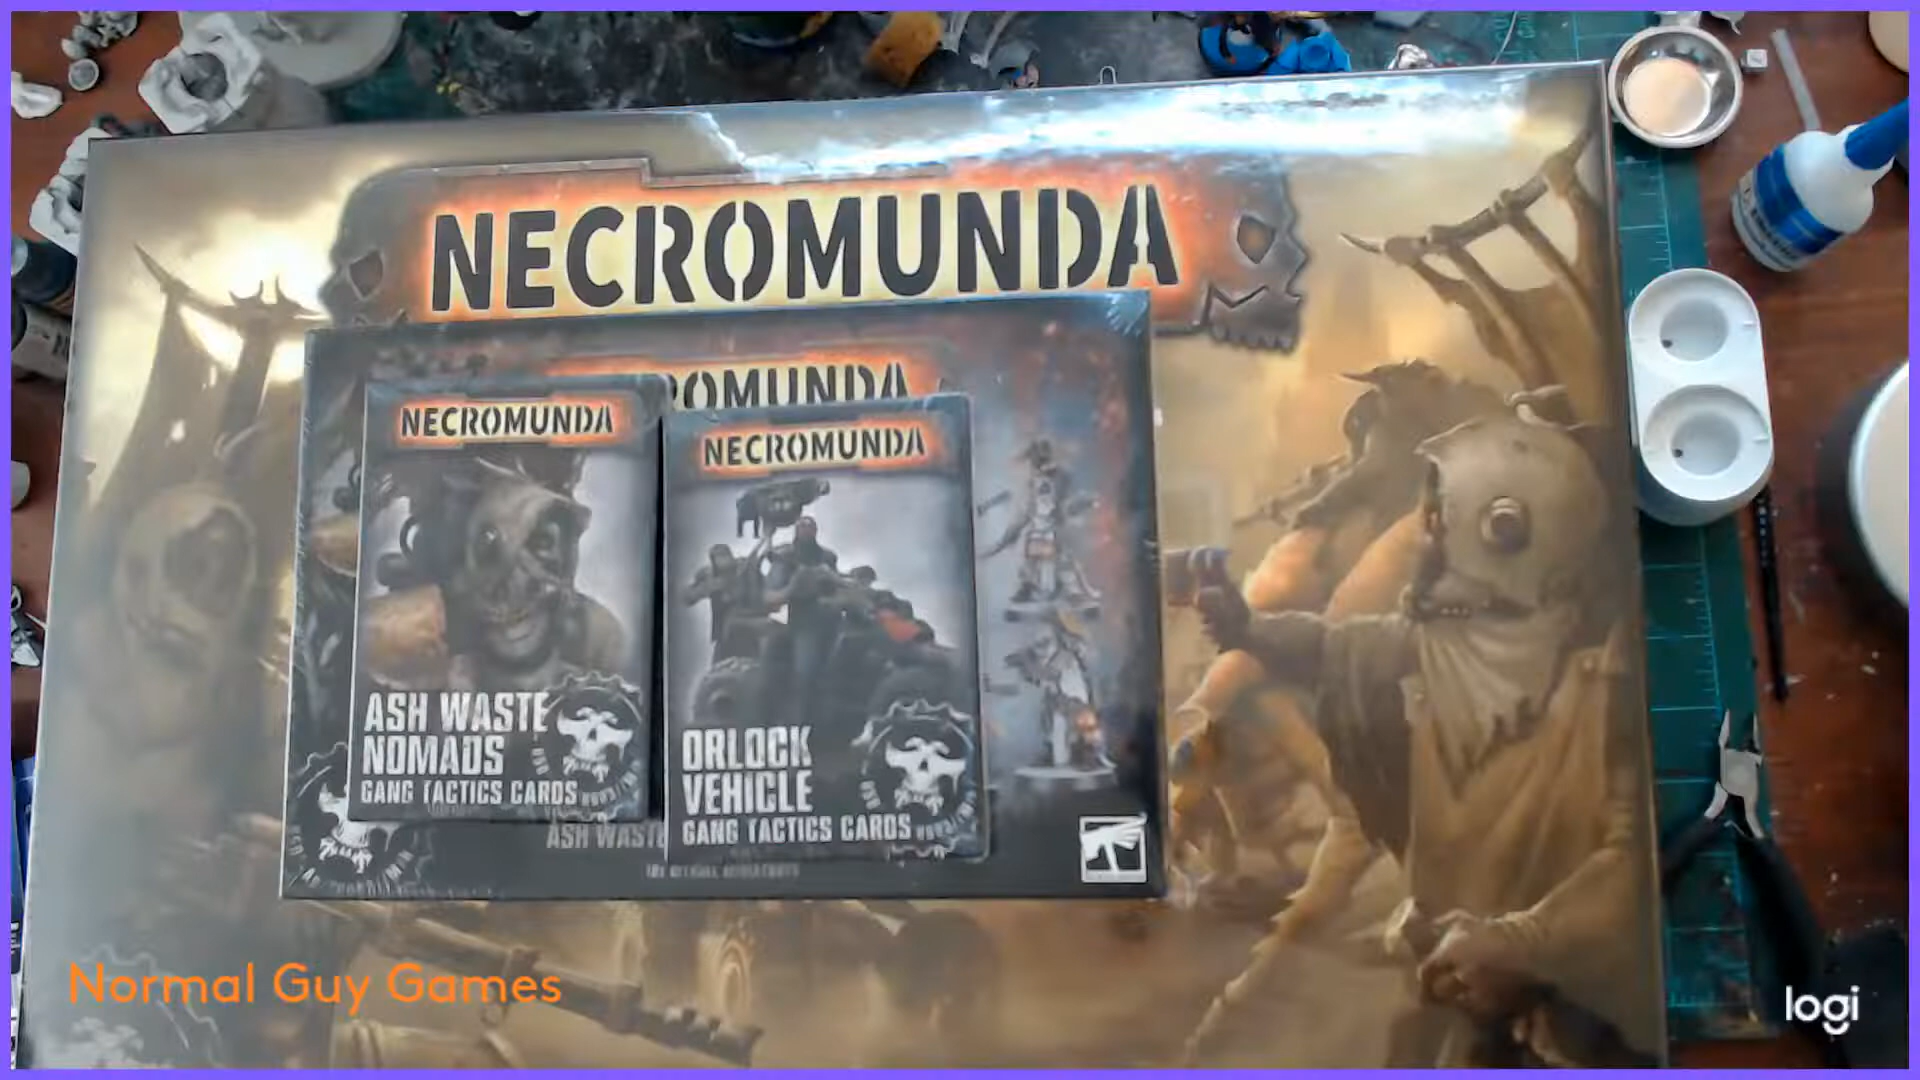 NECROMUNDA
ROMUNDA
NECROMUNDA
ASH WASTE
NOMADS
GANG TACTICS CARDS
NECROMUNDA
ORLOCK
VEHICLE
GANG TACTICS CARDS
ASH WASTE
Normal Guy Games
logi